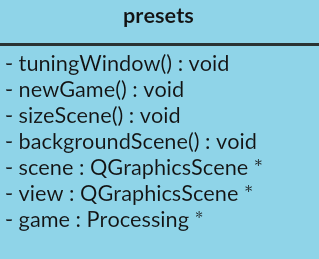 presets
- tuningWindow() : void
- newGame() : void
- sizeScene() : void
- backgroundScene() : void
- scene : QGraphicsScene *
- view : QGraphicsScene *
- game : Processing *